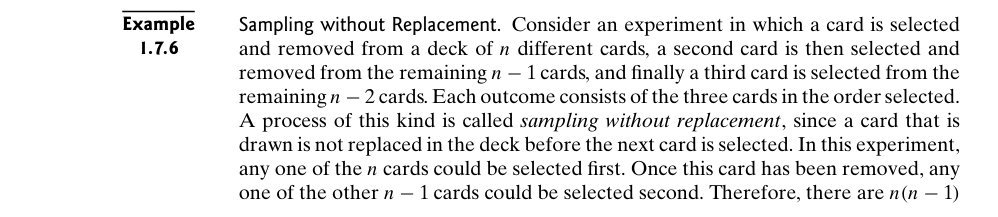 Example
1.7.6
Sampling without Replacement. Consider an experiment in which a card is selected
and removed from a deck of n different cards, a second card is then selected and
removed from the remaining n − 1 cards, and finally a third card is selected from the
remaining n − 2 cards. Each outcome consists of the three cards in the order selected.
A process of this kind is called sampling without replacement, since a card that is
drawn is not replaced in the deck before the next card is selected. In this experiment,
any one of the n cards could be selected first. Once this card has been removed, any
one of the other n − 1 cards could be selected second. Therefore, there are n(n − 1)